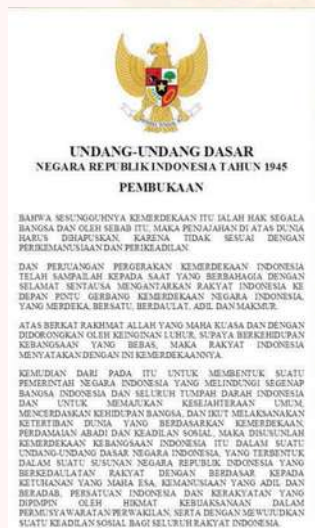 UNDANG-UNDANG DASAR
NEGARA REPUBLIK INDONESIA TAHUN 1945
PEMBUKAAN
BAHWA SESUNGGUHNYA KEMERDEKAAN ITU IALAH HAK SEGALA
BANGSA DAN OLEH SEBAB ITU, MAKA PENJAJAHAN DI ATAS DUNIA
HARUS DIHAPUSKAN, KARENA TIDAK SESUAI DENGAN
PERIKEMANUSIAAN DAN PERIKEADILAN.
DAN PERJUANGAN PERGERAKAN KEMERDEKAAN INDONESIA
TELAH SAMPAILAH KEPADA SAAT YANG BERBAHAGIA DENGAN
SELAMAT SENTAUSA MENGANTARKAN RAKYAT INDONESIA KE
DEPAN PINTU GERBANG KEMERDEKAAN NEGARA INDONESIA,
YANG MERDEKA, BERSATU, BERDAULAT, ADIL DAN MAKMUR.
ATAS BERKAT RAKHMAT ALLAH YANG MAHA KUASA DAN DENGAN
DIDORONGKAN OLEH KEINGINAN LUHUR, SUPAYA BERKEHIDUPAN
KEBANGSAAN YANG BEBAS, MAKA RAKYAT INDONESIA
MENYATAKAN DENGAN INI KEMERDEKAANNYA.
KEMUDIAN DARI PADA ITU UNTUK MEMBENTUK SUATU
PEMERINTAH NEGARA INDONESIA YANG MELINDUNGI SEGENAP
BANGSA INDONESIA DAN SELURUH TUMPAH DARAH INDONESIA
DAN UNTUK MEMAJUKAN KESEJAHTERAAN UMUM,
MENCERDASKAN KEHIDUPAN BANGSA, DAN IKUT MELAKSANAKAN
KETERTIBAN DUNIA YANG BERDASARKAN KEMERDEKAAN,
PERDAMAIAN ABADI DAN KEADILAN SOSIAL, MAKA DISUSUNLAH
KEMERDEKAAN KEBANGSAAN INDONESIA ITU DALAM SUATU
UNDANG-UNDANG DASAR NEGARA INDONESIA, YANG TERBENTUK
DALAM SUATU SUSUNAN NEGARA REPUBLIK INDONESIA YANG
BERKEDAULATAN RAKYAT DENGAN BERDASAR KEPADA
KETUHANAN YANG MAHA ESA, KEMANUSIAAN YANG ADIL DAN
BERADAB, PERSATUAN INDONESIA DAN KERAKYATAN YANG
DIPIMPIN OLEH HIKMAT KEBIJAKSANAAN DALAM
PERMUSYAWARATAN PERWAKILAN, SERTA DENGAN MEWUJUDKAN
SUATU KEADILAN SOSIAL BAGI SELURUH RAKYAT INDONESIA.